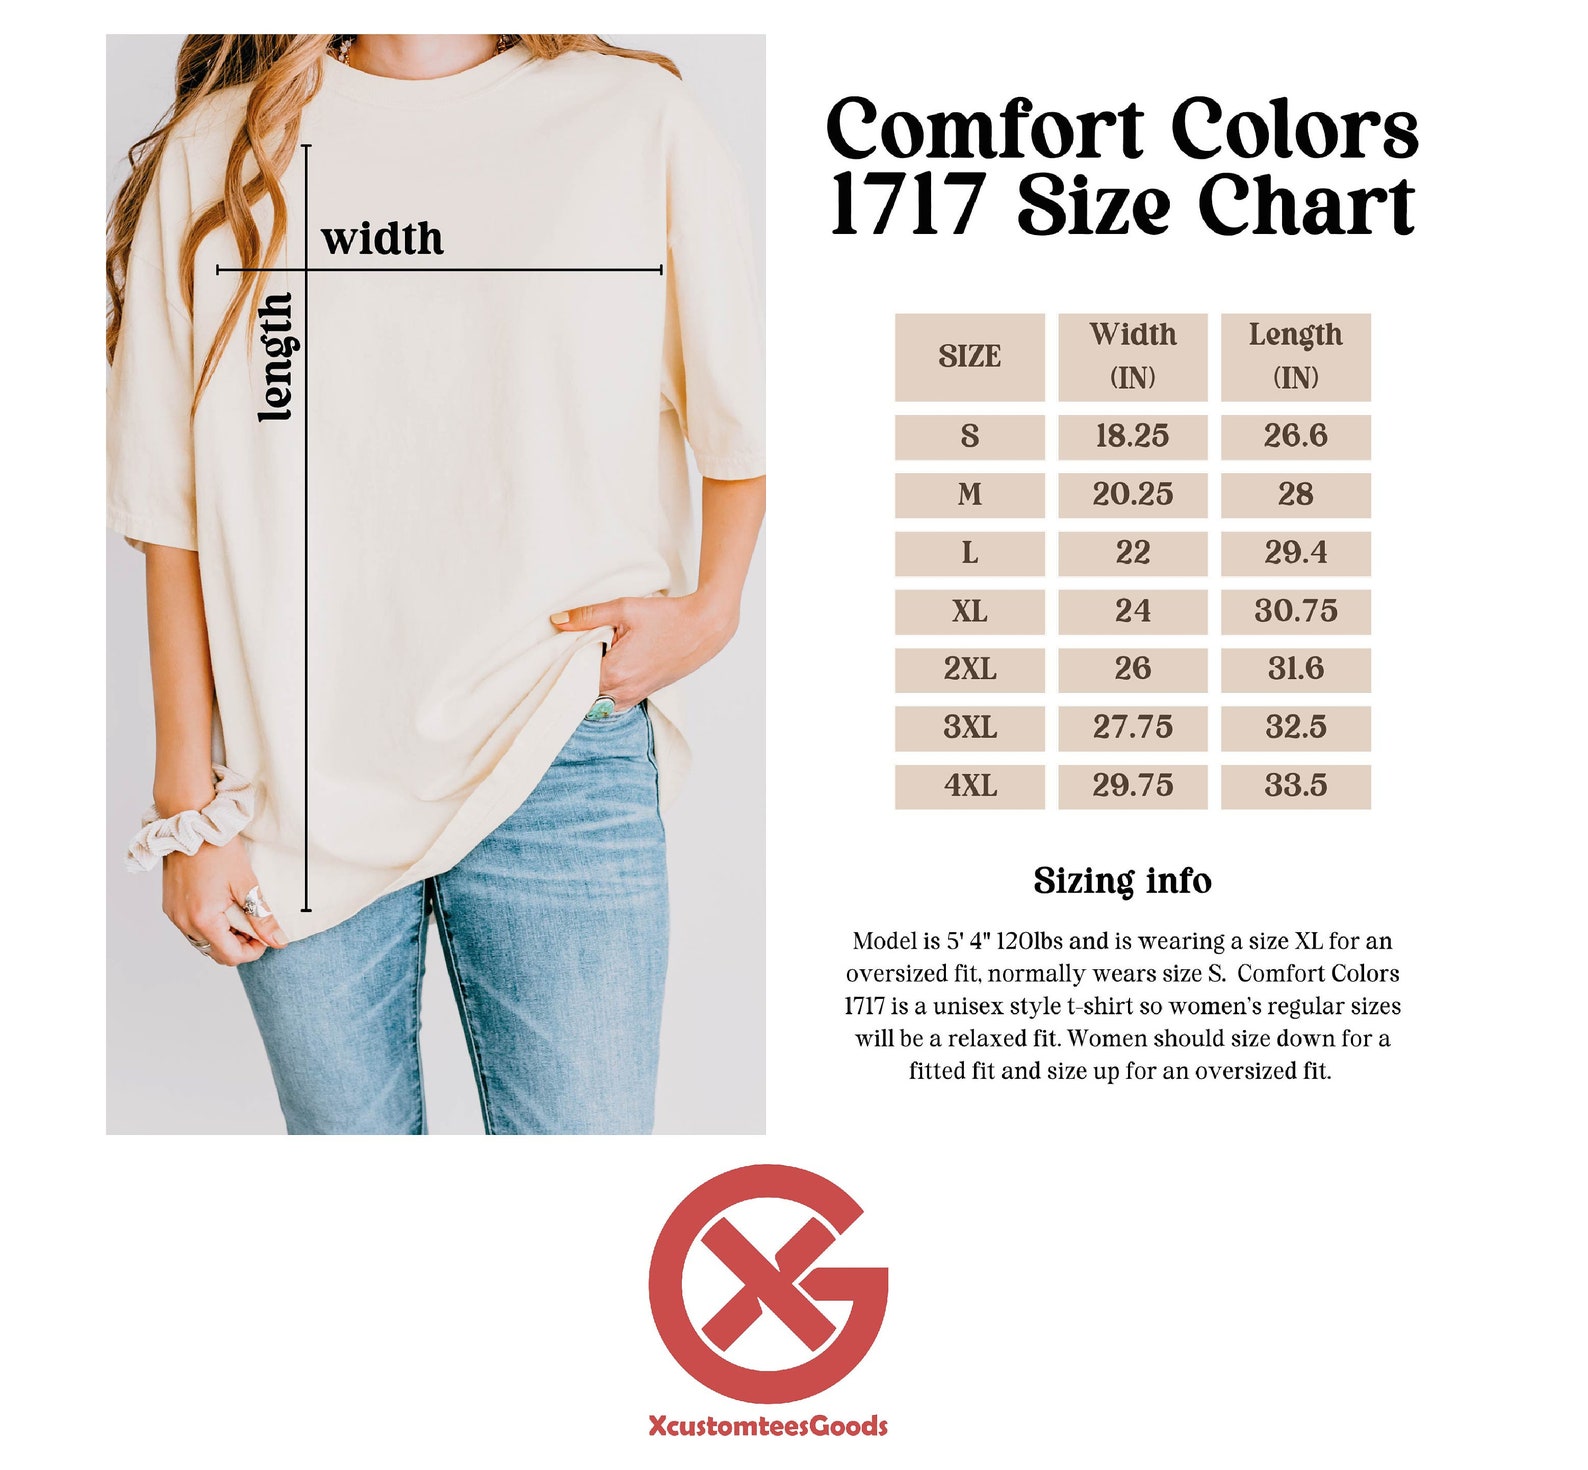 Comfort Colors
1717 Size Chart
width
length
SIZE Width (IN) Length (IN)
S 18.25 26.6
M 20.25 28
L 22 29.4
XL 24 30.75
2XL 26 31.6
3XL 27.75 32.5
4XL 29.75 33.5
Sizing info
Model is 5' 4" 120lbs and is wearing a size XL for an
oversized fit, normally wears size S. Comfort Colors
1717 is a unisex style t-shirt so women's regular sizes
will be a relaxed fit. Women should size down for a
fitted fit and size up for an oversized fit.
XcustomteesGoods